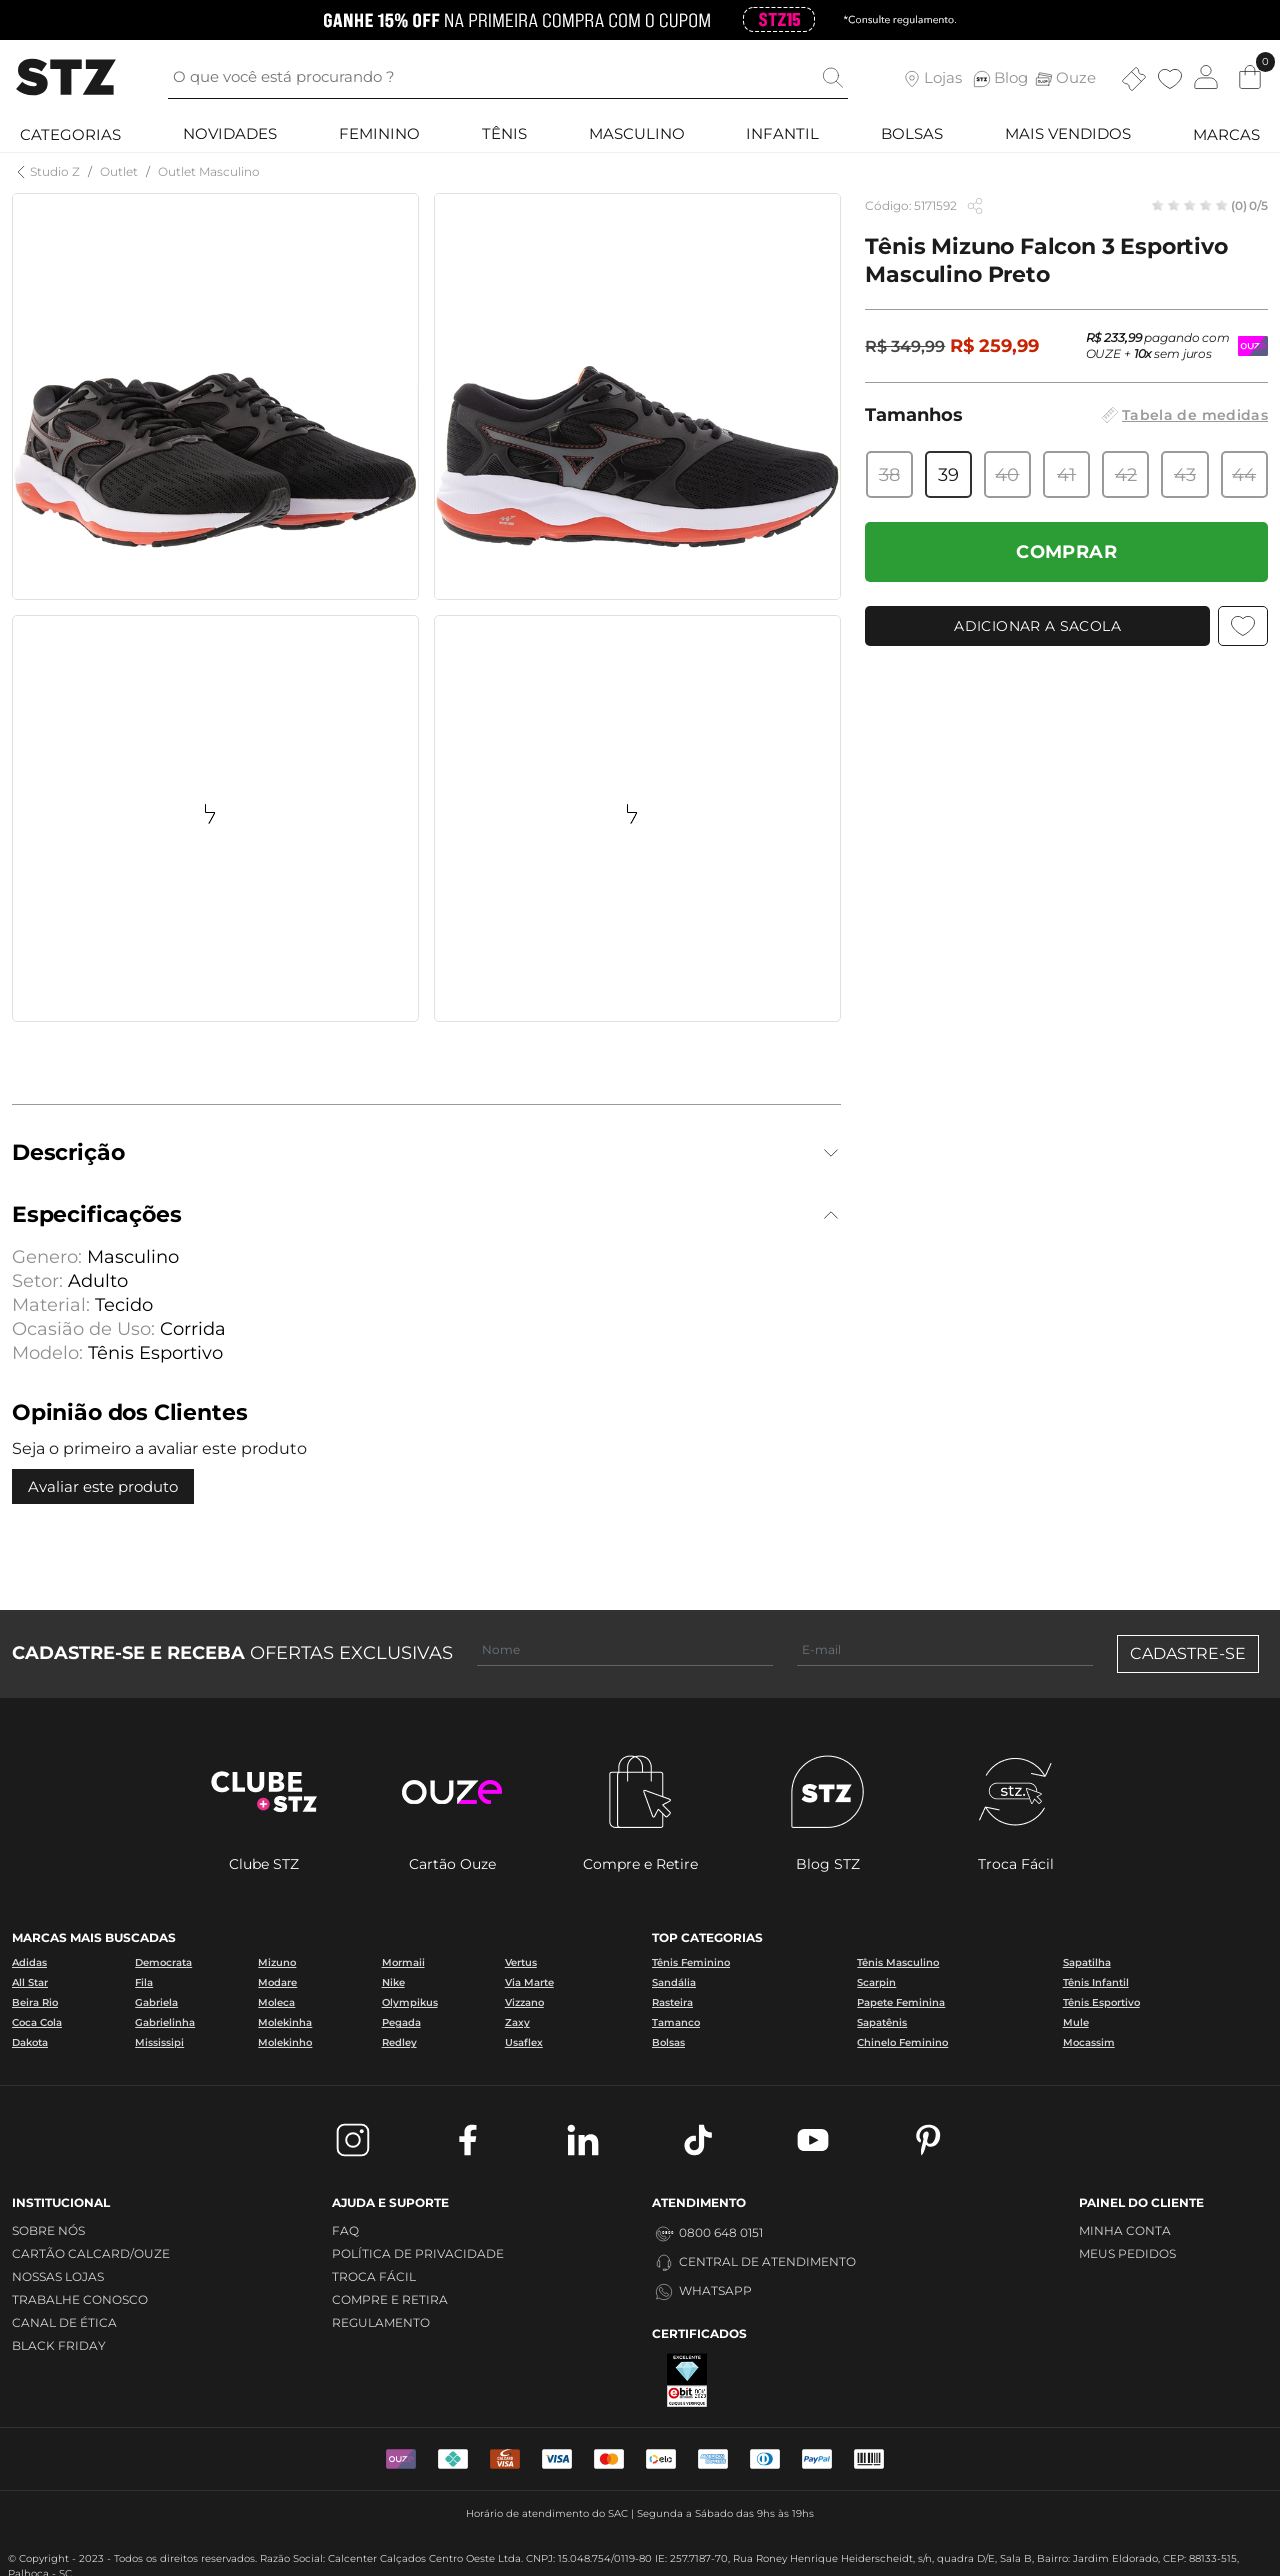 GANHE 15% OFF NA PRIMEIRA COMPRA COM O CUPOM STZ15 *Consulte regulamento.
STZ
O que você está procurando ?
Lojas
STZ Blog
Ouze
0
CATEGORIAS NOVIDADES FEMININO TÊNIS MASCULINO INFANTIL BOLSAS MAIS VENDIDOS MARCAS
Studio Z / Outlet / Outlet Masculino
Código: 5171592
(0) 0/5
Tênis Mizuno Falcon 3 Esportivo
Masculino Preto
R$ 349,99 R$ 259,99
R$ 233,99 pagando com
OUZE + 10x sem juros
OUZE
Tamanhos
Tabela de medidas
38 39 40 41 42 43 44
COMPRAR
ADICIONAR A SACOLA
Descrição
Especificações
Genero: Masculino
Setor: Adulto
Material: Tecido
Ocasião de Uso: Corrida
Modelo: Tênis Esportivo
Opinião dos Clientes
Seja o primeiro a avaliar este produto
Avaliar este produto
CADASTRE-SE E RECEBA OFERTAS EXCLUSIVAS
Nome
E-mail
CADASTRE-SE
CLUBE
+STZ
ouze
STZ
stz.
Clube STZ
Cartão Ouze
Compre e Retire
Blog STZ
Troca Fácil
MARCAS MAIS BUSCADAS
Adidas Democrata Mizuno Mormaii Vertus
All Star Fila Modare Nike Via Marte
Beira Rio Gabriela Moleca Olympikus Vizzano
Coca Cola Gabrielinha Molekinha Pegada Zaxy
Dakota Mississipi Molekinho Redley Usaflex
TOP CATEGORIAS
Tênis Feminino Tênis Masculino Sapatilha
Sandália Scarpin Tênis Infantil
Rasteira Papete Feminina Tênis Esportivo
Tamanco Sapatênis Mule
Bolsas Chinelo Feminino Mocassim
INSTITUCIONAL
SOBRE NÓS
CARTÃO CALCARD/OUZE
NOSSAS LOJAS
TRABALHE CONOSCO
CANAL DE ÉTICA
BLACK FRIDAY
AJUDA E SUPORTE
FAQ
POLÍTICA DE PRIVACIDADE
TROCA FÁCIL
COMPRE E RETIRA
REGULAMENTO
ATENDIMENTO
0800 648 0151
CENTRAL DE ATENDIMENTO
WHATSAPP
CERTIFICADOS
EXCELENTE
ebit
CLIQUE E VERIFIQUE
PAINEL DO CLIENTE
MINHA CONTA
MEUS PEDIDOS
OUZE
CALCARD
VISA
VISA
elo
PayPal
Horário de atendimento do SAC | Segunda a Sábado das 9hs às 19hs
© Copyright - 2023 - Todos os direitos reservados. Razão Social: Calcenter Calçados Centro Oeste Ltda. CNPJ: 15.048.754/0119-80 IE: 257.7187-70, Rua Roney Henrique Heiderscheidt, s/n, quadra D/E, Sala B, Bairro: Jardim Eldorado, CEP: 88133-515,
Palhoça - SC